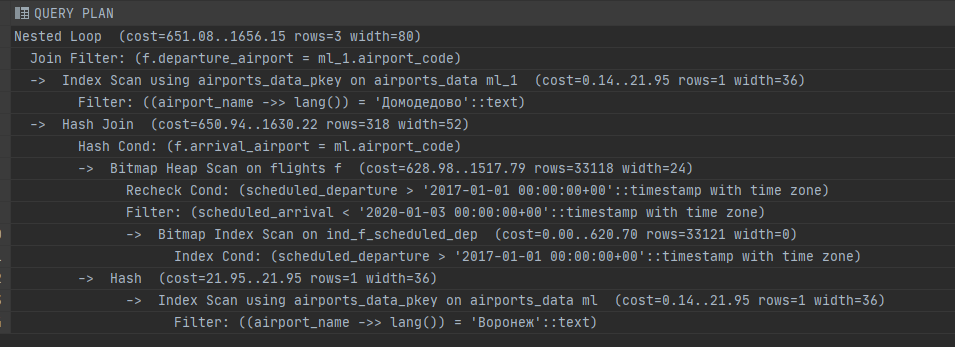 QUERY PLAN
Nested Loop  (cost=651.08..1656.15 rows=3 width=80)
  Join Filter: (f.departure_airport = ml_1.airport_code)
  ->  Index Scan using airports_data_pkey on airports_data ml_1  (cost=0.14..21.95 rows=1 width=36)
        Filter: ((airport_name ->> lang()) = 'Домодедово'::text)
  ->  Hash Join  (cost=650.94..1630.22 rows=318 width=52)
        Hash Cond: (f.arrival_airport = ml.airport_code)
        ->  Bitmap Heap Scan on flights f  (cost=628.98..1517.79 rows=33118 width=24)
              Recheck Cond: (scheduled_departure > '2017-01-01 00:00:00+00'::timestamp with time zone)
              Filter: (scheduled_arrival < '2020-01-03 00:00:00+00'::timestamp with time zone)
              ->  Bitmap Index Scan on ind_f_scheduled_dep  (cost=0.00..620.70 rows=33121 width=0)
                    Index Cond: (scheduled_departure > '2017-01-01 00:00:00+00'::timestamp with time zone)
        ->  Hash  (cost=21.95..21.95 rows=1 width=36)
              ->  Index Scan using airports_data_pkey on airports_data ml  (cost=0.14..21.95 rows=1 width=36)
                    Filter: ((airport_name ->> lang()) = 'Воронеж'::text)